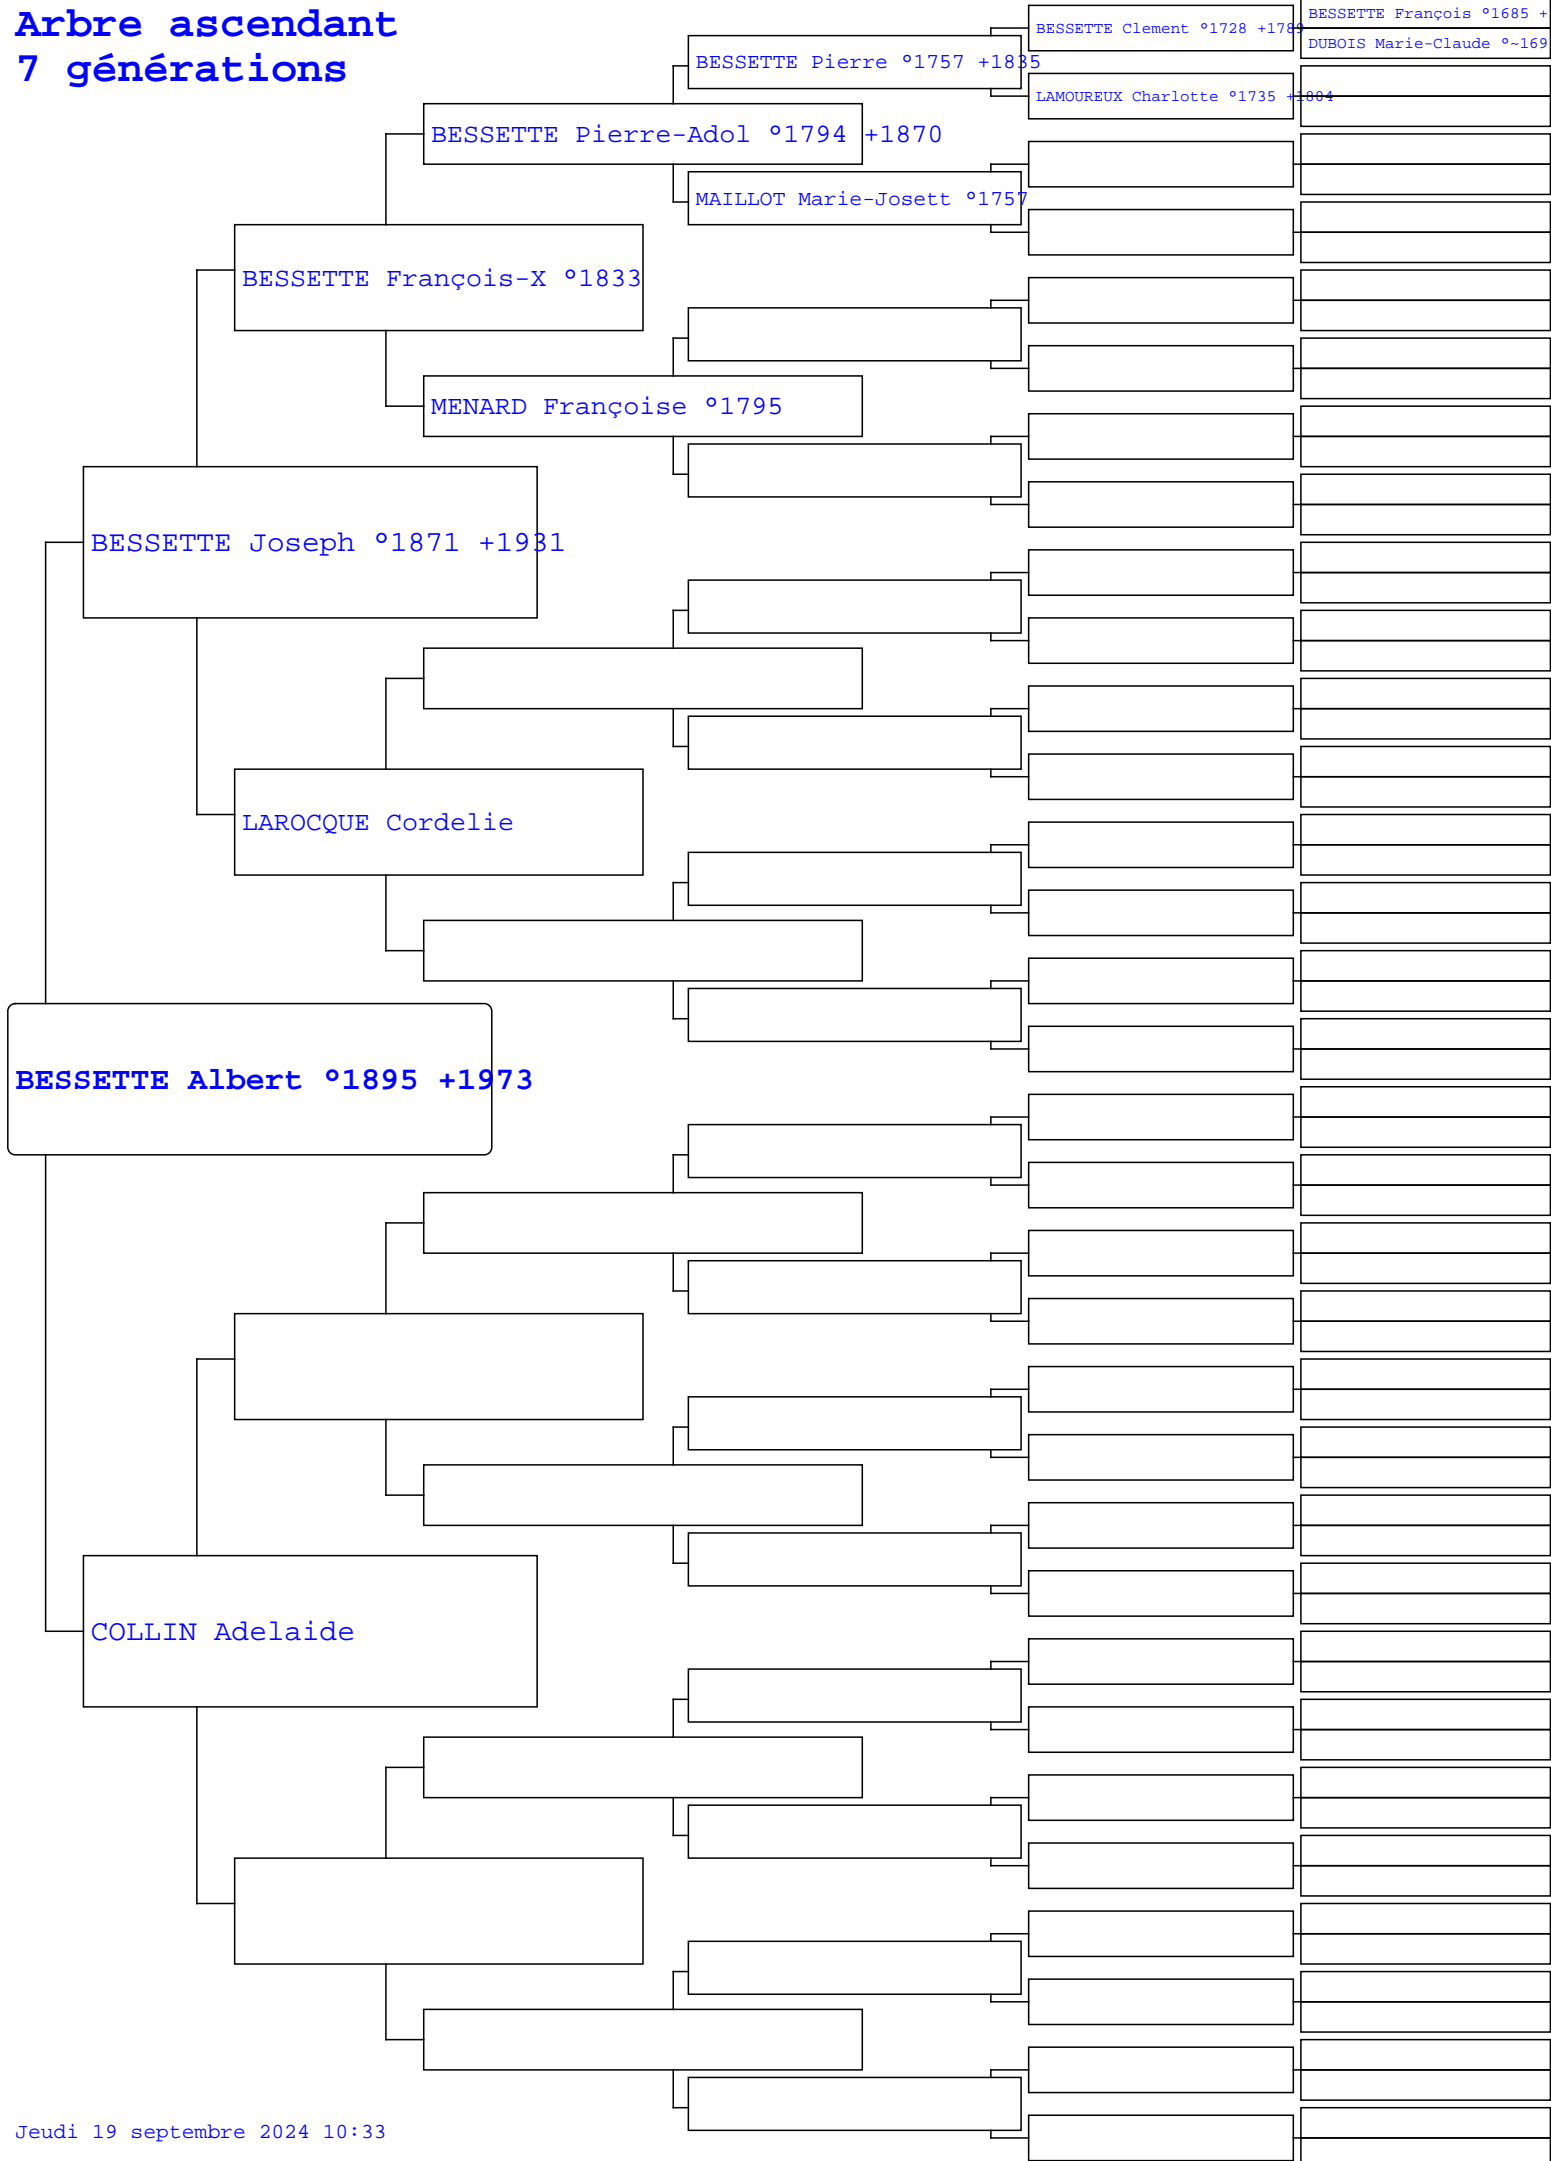 Arbre ascendant
7 générations
BESSETTE François °1685 +
DUBOIS Marie-Claude °~169
BESSETTE Clement °1728 +1789
BESSETTE Pierre °1757 +1835
LAMOUREUX Charlotte °1735 +1804
BESSETTE Pierre-Adol °1794 +1870
MAILLOT Marie-Josett °1757
BESSETTE François-X °1833
MENARD Françoise °1795
BESSETTE Joseph °1871 +1931
LAROCQUE Cordelie
BESSETTE Albert °1895 +1973
COLLIN Adelaide
Jeudi 19 septembre 2024 10:33